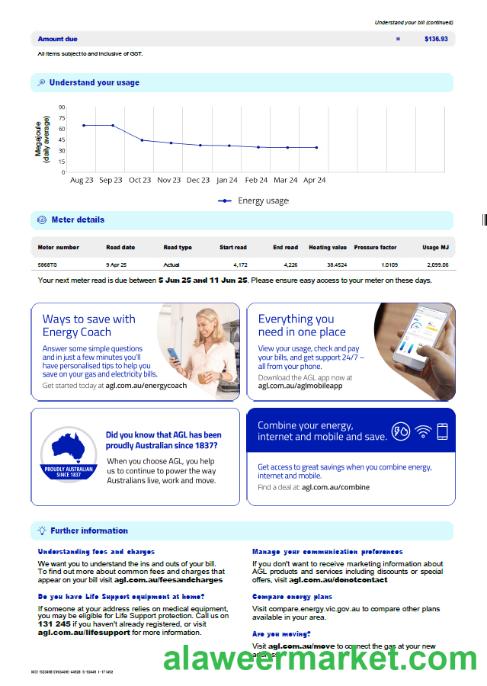 Understand your bill (continued)
Amount due = $136.93
All items subject to and inclusive of GST.
Understand your usage
Megajoule
(daily average)
90
75
60
45
30
15
0
Aug 23 Sep 23 Oct 23 Nov 23 Dec 23 Jan 24 Feb 24 Mar 24 Apr 24
Energy usage
Meter details
Meter number Read date Read type Start read End read Heating value Pressure factor Usage MJ
9 Apr 25 Actual 4,172 4,226 38.4524 1.0109
Your next meter read is due between 5 Jun 25 and 11 Jun 25. Please ensure easy access to your meter on these days.
Ways to save with
Energy Coach
Answer some simple questions
and in just a few minutes you'll
have personalised tips to help you
save on your gas and electricity bills.
Get started today at agl.com.au/energycoach
Everything you
need in one place
View your usage, check and pay
your bills, and get support 24/7 –
all from your phone.
Download the AGL app now at
agl.com.au/aglmobileapp
PROUDLY AUSTRALIAN
SINCE 1837
Did you know that AGL has been
proudly Australian since 1837?
When you choose AGL, you help
us to continue to power the way
Australians live, work and move.
Combine your energy,
internet and mobile and save.
Get access to great savings when you combine energy,
internet and mobile.
Find a deal at agl.com.au/combine
Further information
Understanding fees and charges
We want you to understand the ins and outs of your bill.
To find out more about common fees and charges that
appear on your bill visit agl.com.au/feesandcharges
Do you have Life Support equipment at home?
If someone at your address relies on medical equipment,
you may be eligible for Life Support protection. Call us on
131 245 if you haven't already registered, or visit
agl.com.au/lifesupport for more information.
Manage your communication preferences
If you don't want to receive marketing information about
AGL products and services including discounts or special
offers, visit agl.com.au/donotcontact
Compare energy plans
Visit compare.energy.vic.gov.au to compare other plans
available in your area.
Are you moving?
Visit agl.com.au/move to connect the gas at your new
alaweermarket.com